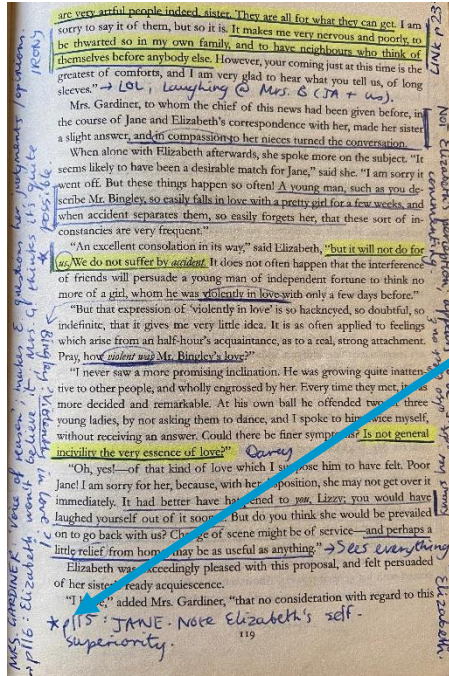 are very artful people indeed, sister. They are all for what they can get. I am
sorry to say it of them, but so it is. It makes me very nervous and poorly, to
be thwarted so in my own family, and to have neighbours who think of
themselves before anybody else. However, your coming just at this time is the
greatest of comforts, and I am very glad to hear what you tell us, of long
sleeves." → LOL, Laughing @ Mrs. B (JA + us).
Mrs. Gardiner, to whom the chief of this news had been given before, in
the course of Jane and Elizabeth's correspondence with her, made her sister
a slight answer, and in compassion to her nieces turned the conversation.
When alone with Elizabeth afterwards, she spoke more on the subject. "It
seems likely to have been a desirable match for Jane," said she. "I am sorry it
went off. But these things happen so often! A young man, such as you de-
scribe Mr. Bingley, so easily falls in love with a pretty girl for a few weeks, and
when accident separates them, so easily forgets her, that these sort of in-
constancies are very frequent."
"An excellent consolation in its way," said Elizabeth, "but it will not do for
us. We do not suffer by accident. It does not often happen that the interference
of friends will persuade a young man of independent fortune to think no
more of a girl, whom he was violently in love with only a few days before."
"But that expression of 'violently in love' is so hackneyed, so doubtful, so
indefinite, that it gives me very little idea. It is as often applied to feelings
which arise from an half-hour's acquaintance, as to a real, strong attachment.
Pray, how violent was Mr. Bingley's love?"
"I never saw a more promising inclination. He was growing quite inatten-
tive to other people, and wholly engrossed by her. Every time they met, it was
more decided and remarkable. At his own ball he offended two or three
young ladies, by not asking them to dance, and I spoke to him twice myself,
without receiving an answer. Could there be finer symptoms? Is not general
incivility the very essence of love?" Darcy
"Oh, yes!—of that kind of love which I suppose him to have felt. Poor
Jane! I am sorry for her, because, with her disposition, she may not get over it
immediately. It had better have happened to you, Lizzy; you would have
laughed yourself out of it sooner. But do you think she would be prevailed
on to go back with us? Change of scene might be of service—and perhaps a
little relief from home, may be as useful as anything." → Sees everything
Elizabeth was exceedingly pleased with this proposal, and felt persuaded
of her sister's ready acquiescence.
"I hope," added Mrs. Gardiner, "that no consideration with regard to this
* p115: JANE. Note Elizabeth's self-
superiority.
119
MRS. GARDINER 'voice of reason', makes E question her judgments / opinions.
p116: Elizabeth won't believe it. Mrs. G thinks it's quite possible
IRONY
LINK p 23
Not Elizabeth's perception
Elizabeth.